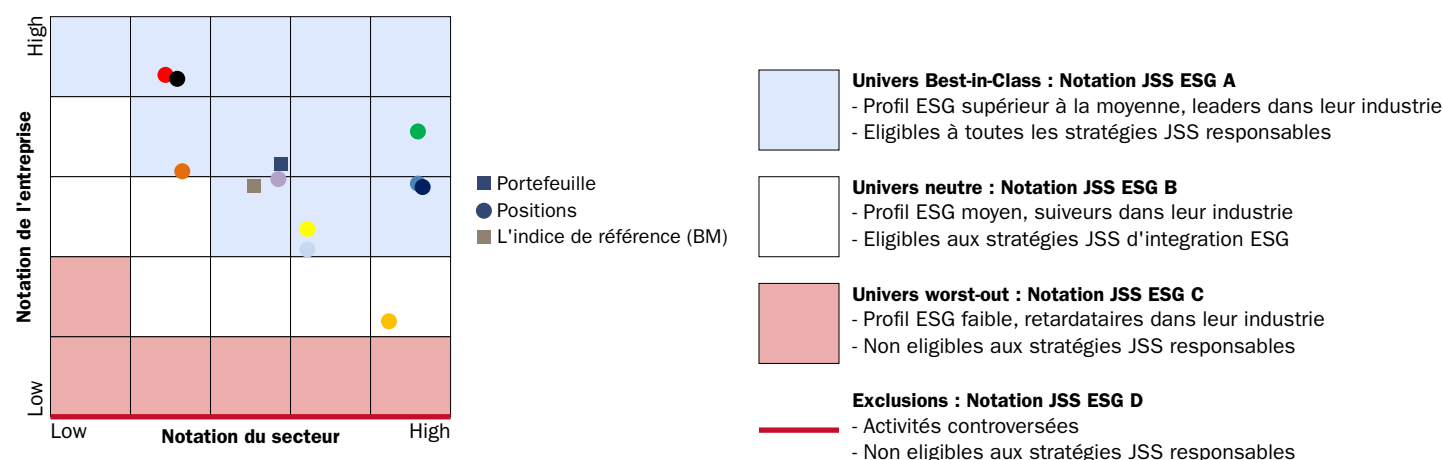 High
Notation de l'entreprise
Low
Low
Notation du secteur
High
Portefeuille
Positions
L'indice de référence (BM)
Univers Best-in-Class : Notation JSS ESG A
- Profil ESG supérieur à la moyenne, leaders dans leur industrie
- Eligibles à toutes les stratégies JSS responsables
Univers neutre : Notation JSS ESG B
- Profil ESG moyen, suiveurs dans leur industrie
- Eligibles aux stratégies JSS d'integration ESG
Univers worst-out : Notation JSS ESG C
- Profil ESG faible, retardataires dans leur industrie
- Non eligibles aux stratégies JSS responsables
Exclusions : Notation JSS ESG D
- Activités controversées
- Non eligibles aux stratégies JSS responsables